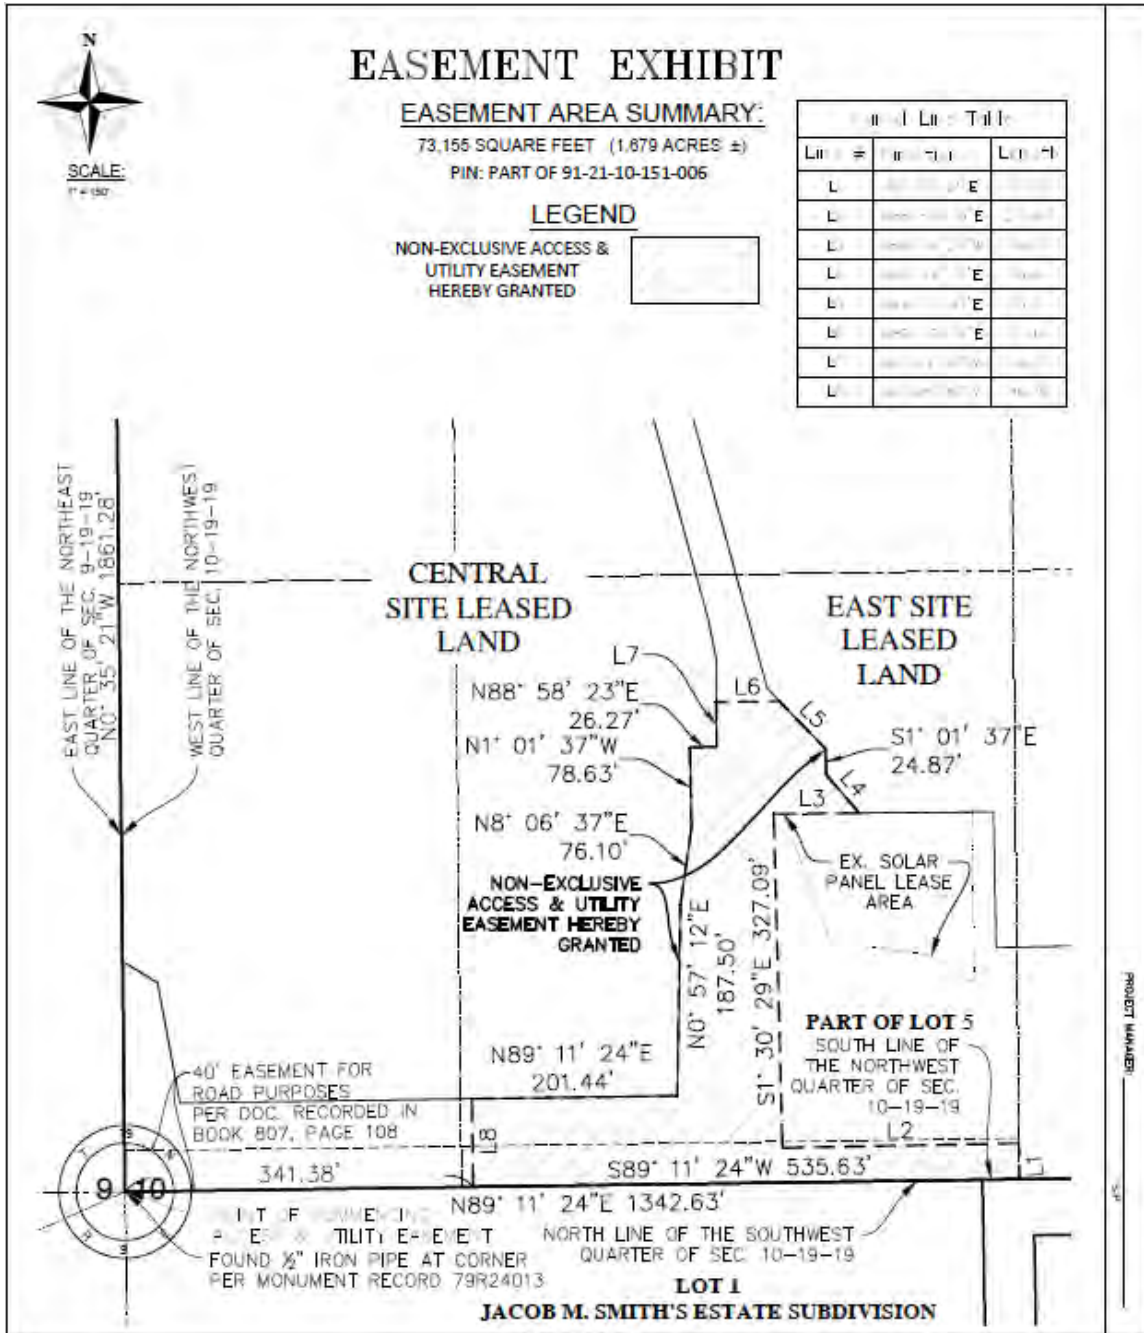 N
EASEMENT EXHIBIT
EASEMENT AREA SUMMARY:
73,155 SQUARE FEET (1.679 ACRES ±)
PIN: PART OF 91-21-10-151-006
SCALE:
LEGEND
NON-EXCLUSIVE ACCESS &
UTILITY EASEMENT
HEREBY GRANTED
EAST LINE OF THE NORTHEAST
QUARTER OF SEC. 9-19-19
N0° 35' 21"W 1861.28'
WEST LINE OF THE NORTHWEST
QUARTER OF SEC. 10-19-19
CENTRAL
SITE LEASED
LAND
EAST SITE
LEASED
LAND
L7
N88° 58' 23"E
26.27'
L6
L5
N1° 01' 37"W
78.63'
S1° 01' 37"E
24.87'
L4
L3
N8° 06' 37"E
76.10'
EX. SOLAR
PANEL LEASE
AREA
NON-EXCLUSIVE
ACCESS & UTILITY
EASEMENT HEREBY
GRANTED
N0° 57' 12"E
187.50'
S1° 30' 29"E 327.09'
PART OF LOT 5
SOUTH LINE OF
THE NORTHWEST
QUARTER OF SEC.
10-19-19
N89° 11' 24"E
201.44'
40' EASEMENT FOR
ROAD PURPOSES
PER DOC. RECORDED IN
BOOK 807, PAGE 108
L8
L2
L1
341.38'
S89° 11' 24"W 535.63'
9 10
N89° 11' 24"E 1342.63'
POINT OF COMMENCING
ACCESS & UTILITY EASEMENT
FOUND ½" IRON PIPE AT CORNER
PER MONUMENT RECORD 79R24013
NORTH LINE OF THE SOUTHWEST
QUARTER OF SEC. 10-19-19
LOT 1
JACOB M. SMITH'S ESTATE SUBDIVISION
PROJECT MANAGER: